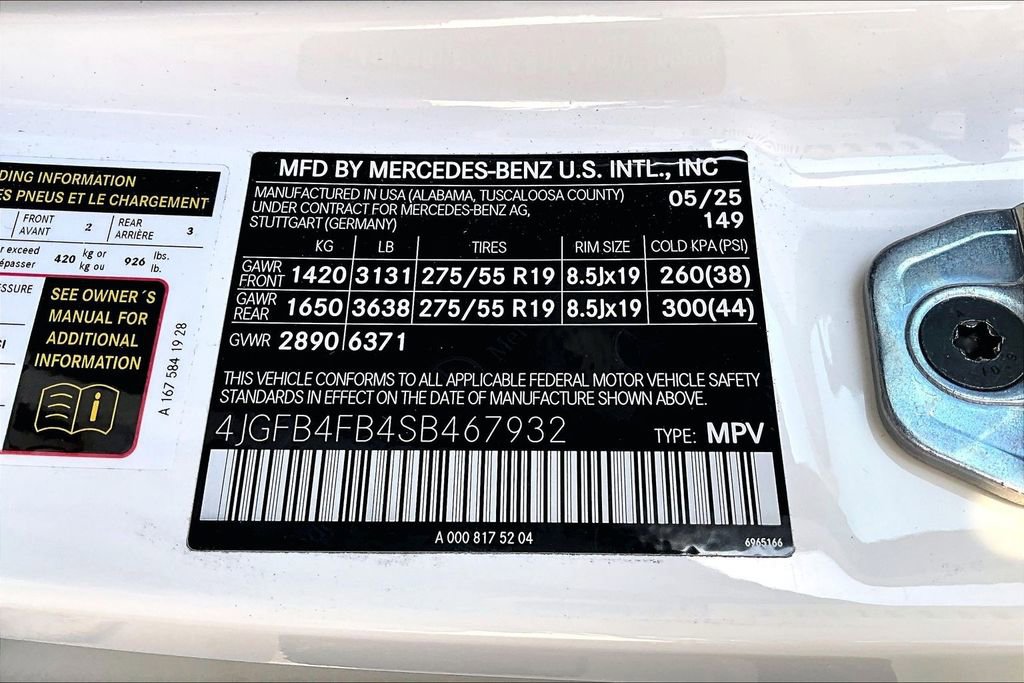 DING INFORMATION
ES PNEUS ET LE CHARGEMENT
FRONT 2 REAR 3
AVANT ARRIÈRE
er exceed 420 kg or 926 lbs.
épasser kg ou lb.
SSURE
SEE OWNER´S
MANUAL FOR
ADDITIONAL
INFORMATION
A 167 584 19 28
MFD BY MERCEDES-BENZ U.S. INTL., INC
MANUFACTURED IN USA (ALABAMA, TUSCALOOSA COUNTY) 05/25
UNDER CONTRACT FOR MERCEDES-BENZ AG, 149
STUTTGART (GERMANY)
KG LB TIRES RIM SIZE COLD KPA (PSI)
GAWR FRONT 1420 3131 275/55 R19 8.5Jx19 260(38)
GAWR REAR 1650 3638 275/55 R19 8.5Jx19 300(44)
GVWR 2890 6371
THIS VEHICLE CONFORMS TO ALL APPLICABLE FEDERAL MOTOR VEHICLE SAFETY
STANDARDS IN EFFECT ON THE DATE OF MANUFACTURE SHOWN ABOVE.
4JGFB4FB4SB467932 TYPE: MPV
A 000 817 52 04
6965166